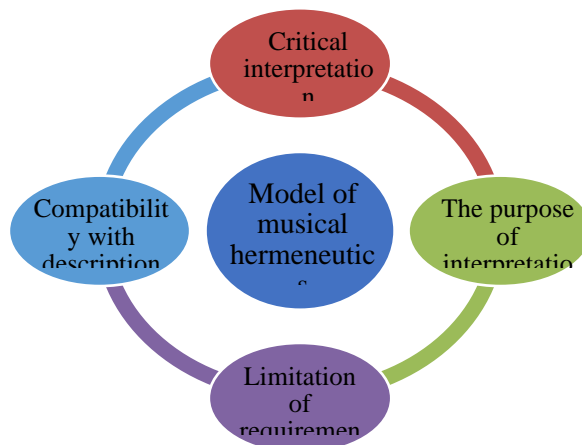 Critical
interpretatio
n
Compatibilit
y with
description
Model of
musical
hermeneutic
s
The purpose
of
interpretatio
Limitation
of
requiremen